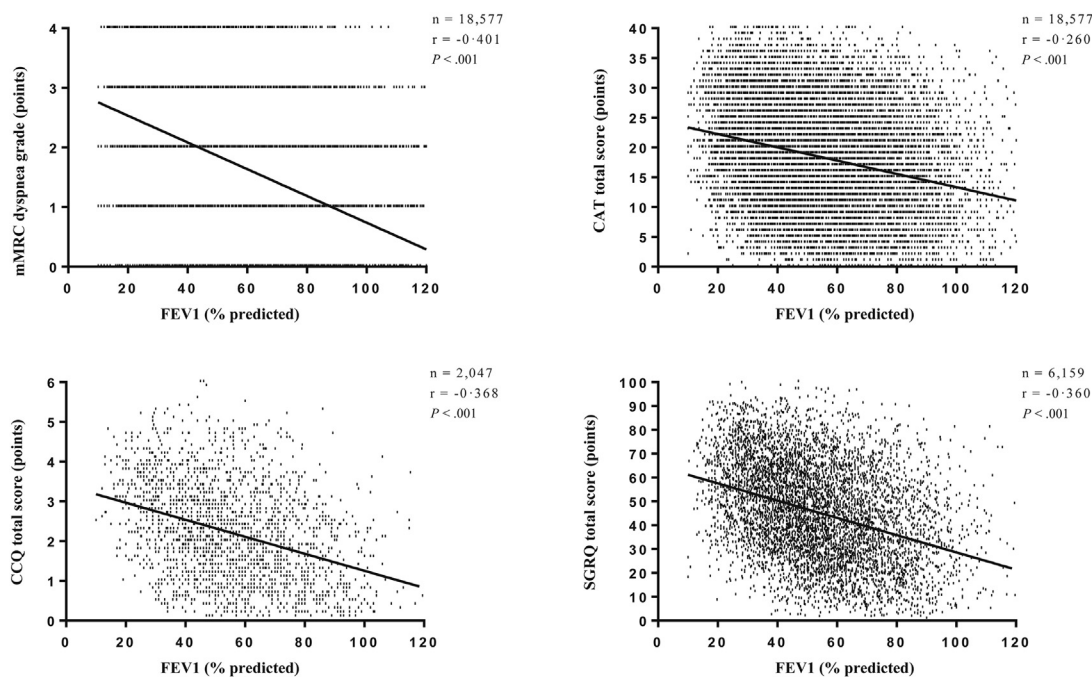 n = 18,577
r = -0·401
P < .001
4
3
2
1
0
mMRC dyspnea grade (points)
0 20 40 60 80 100 120
FEV1 (% predicted)
n = 18,577
r = -0·260
P < .001
40
35
30
25
20
15
10
5
0
CAT total score (points)
0 20 40 60 80 100 120
FEV1 (% predicted)
n = 2,047
r = -0·368
P < .001
6
5
4
3
2
1
0
CCQ total score (points)
0 20 40 60 80 100 120
FEV1 (% predicted)
n = 6,159
r = -0·360
P < .001
100
90
80
70
60
50
40
30
20
10
0
SGRQ total score (points)
0 20 40 60 80 100 120
FEV1 (% predicted)